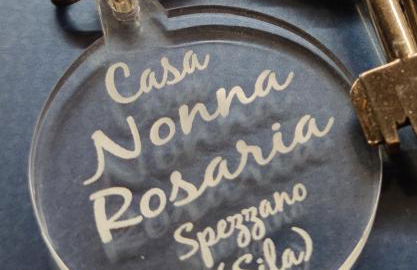 Casa
Nonna
Rosaria
Spezzano
(Sila)